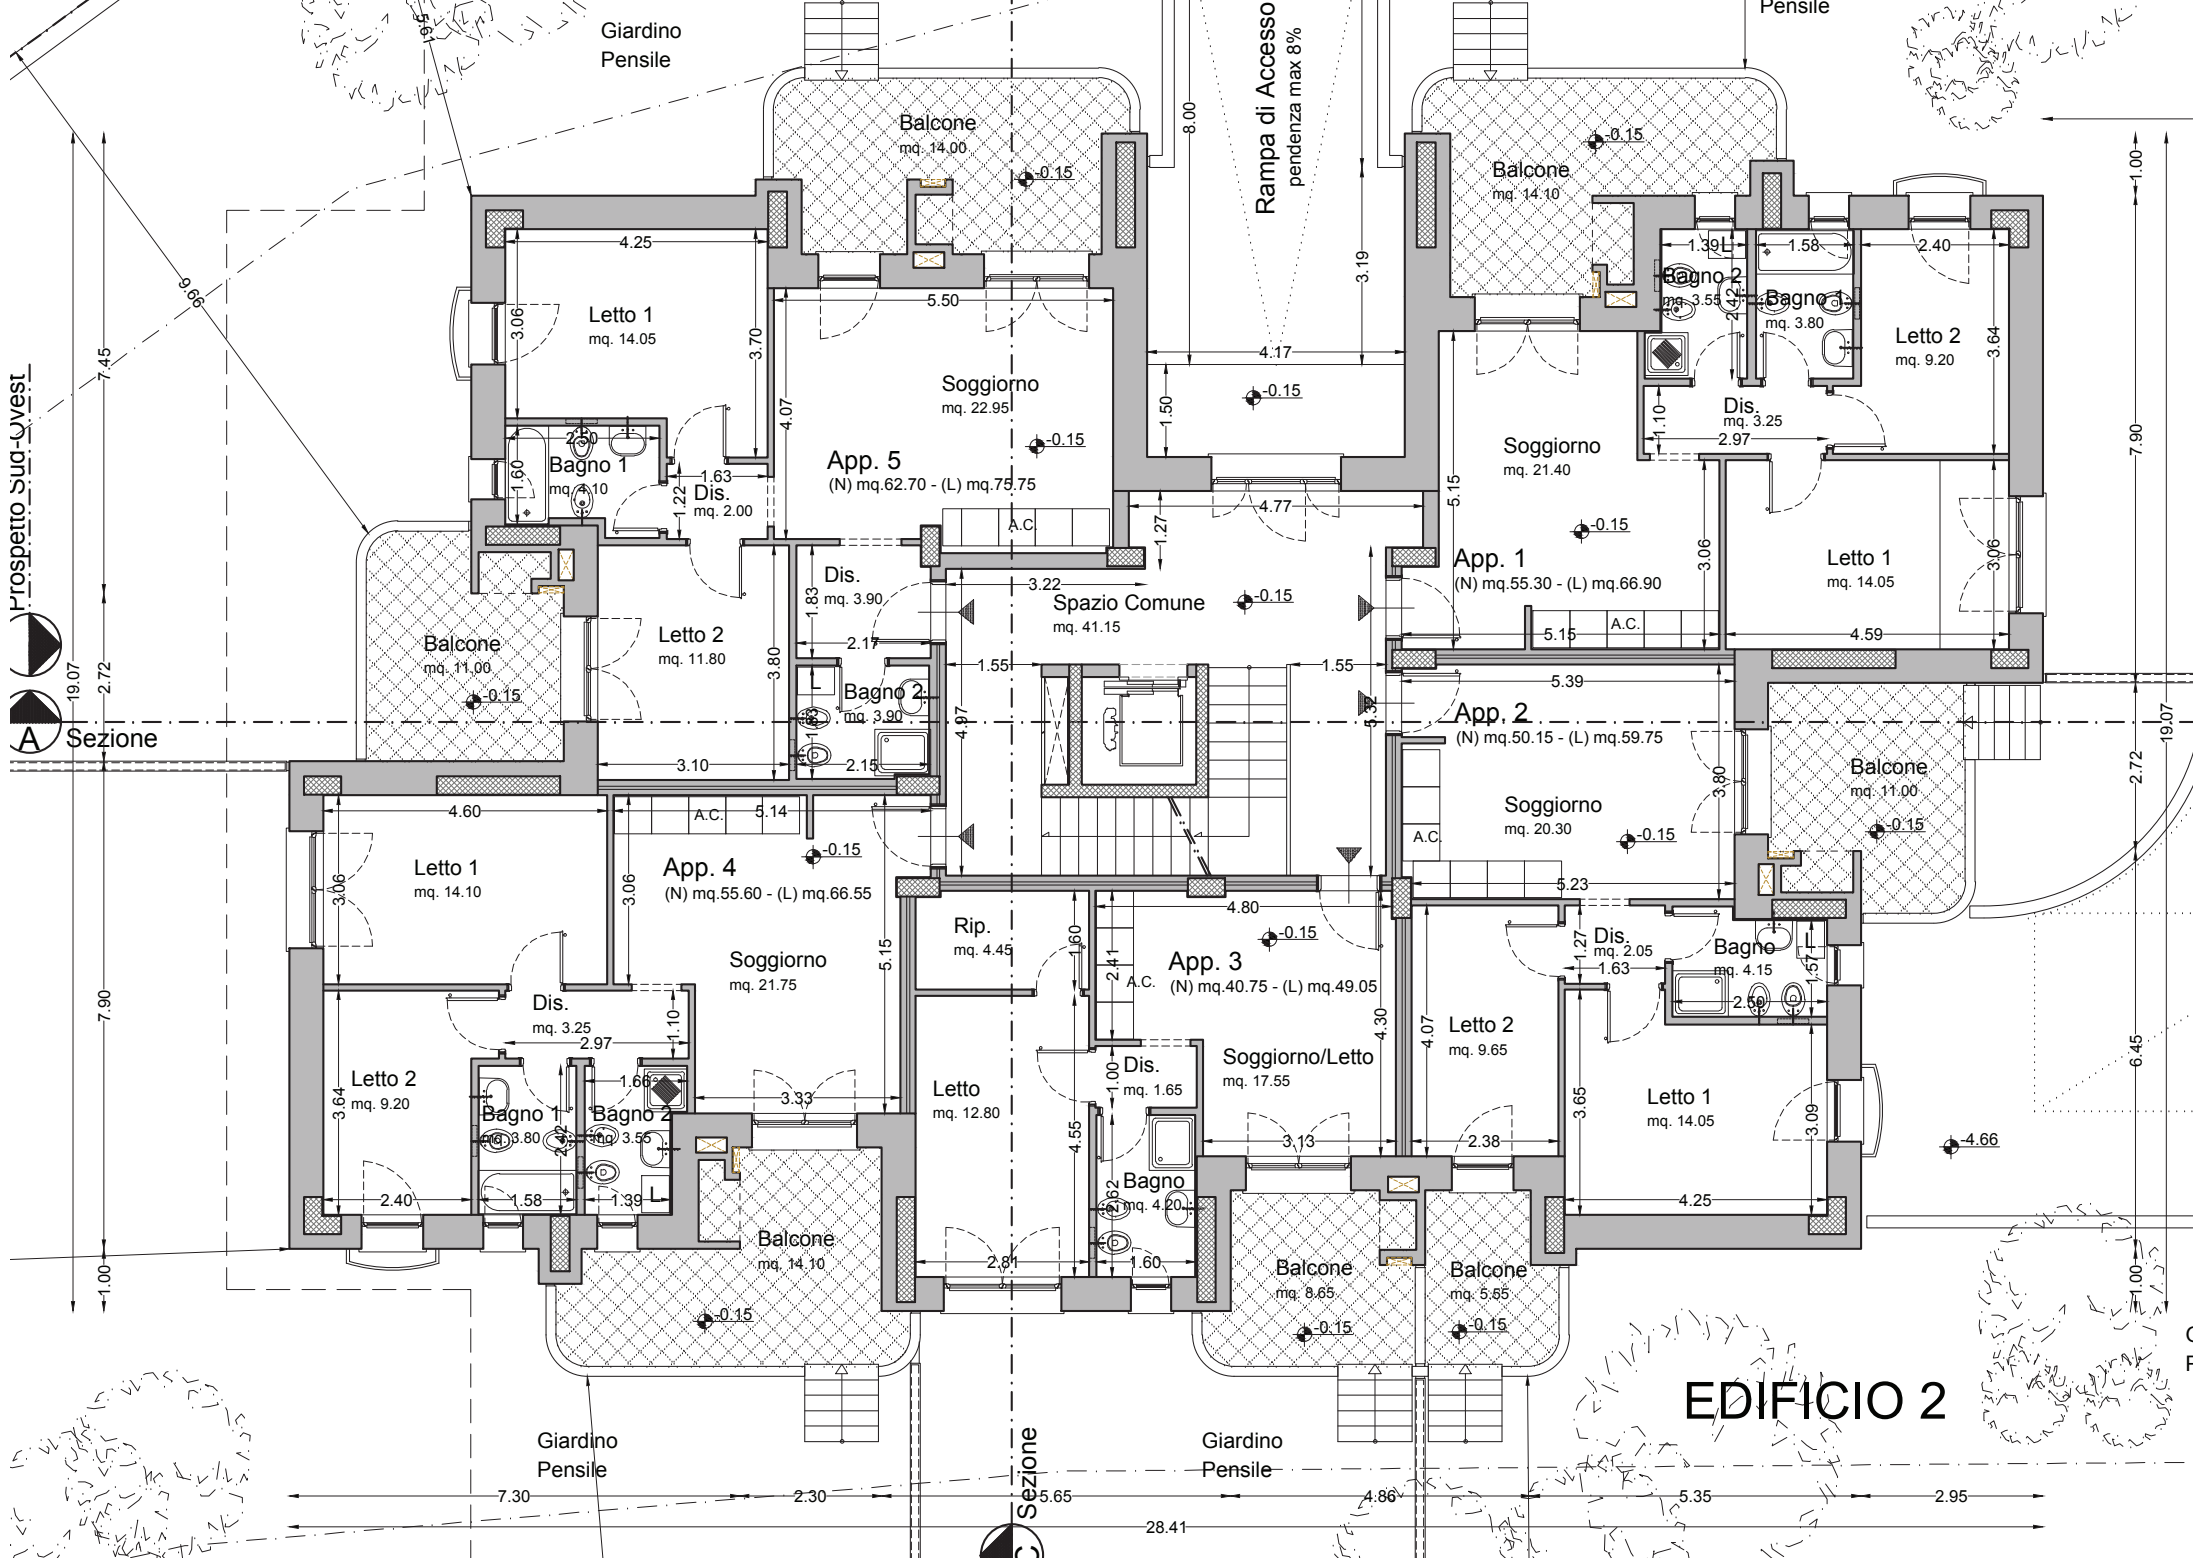 Giardino
Pensile
5.61
Pensile
Rampa di Accesso
pendenza max 8%
8.00
3.19
Balcone
mq. 14.00
-0.15
Balcone
mq. 14.10
-0.15
1.00
9.66
4.25
Letto 1
mq. 14.05
3.06
3.70
5.50
4.07
Soggiorno
mq. 22.95
-0.15
App. 5
(N) mq.62.70 - (L) mq.75.75
A.C.
4.17
1.50
-0.15
4.77
1.27
1.39
L
1.58
2.40
Bagno 2
mq. 3.55
2.42
Bagno 1
mq. 3.80
Letto 2
mq. 9.20
3.64
Dis.
mq. 3.25
1.10
2.97
Soggiorno
mq. 21.40
5.15
-0.15
App. 1
(N) mq.55.30 - (L) mq.66.90
3.06
A.C.
5.15
Letto 1
mq. 14.05
3.06
4.59
7.45
7.90
Prospetto Sud-Ovest
2.50
Bagno 1
mq. 4.10
1.60
1.63
1.22
Dis.
mq. 2.00
Balcone
mq. 11.00
-0.15
Letto 2
mq. 11.80
3.80
3.10
Dis.
mq. 3.90
1.83
2.17
L
Bagno 2
mq. 3.90
1.83
2.15
3.22
Spazio Comune
mq. 41.15
-0.15
1.55
1.55
4.97
5.32
19.07
2.72
A
Sezione
5.39
App. 2
(N) mq.50.15 - (L) mq.59.75
Soggiorno
mq. 20.30
-0.15
A.C.
3.80
5.23
Balcone
mq. 11.00
-0.15
2.72
19.07
4.60
Letto 1
mq. 14.10
3.06
A.C.
5.14
-0.15
App. 4
(N) mq.55.60 - (L) mq.66.55
3.06
Soggiorno
mq. 21.75
5.15
Dis.
mq. 3.25
2.97
1.10
7.90
Letto 2
mq. 9.20
3.64
2.40
Bagno 1
mq. 3.80
2.42
1.58
1.66
Bagno 2
mq. 3.55
1.39
L
3.33
Balcone
mq. 14.10
-0.15
1.00
Rip.
mq. 4.45
1.60
Letto
mq. 12.80
4.55
2.81
4.80
-0.15
2.41
A.C.
App. 3
(N) mq.40.75 - (L) mq.49.05
4.30
Dis.
mq. 1.65
1.00
Soggiorno/Letto
mq. 17.55
3.13
Bagno
mq. 4.20
2.62
1.60
Balcone
mq. 8.65
-0.15
Balcone
mq. 5.55
-0.15
Letto 2
mq. 9.65
4.07
2.38
1.27
Dis.
mq. 2.05
1.63
Bagno
mq. 4.15
L
1.57
2.50
Letto 1
mq. 14.05
3.65
3.09
4.25
-4.66
6.45
1.00
EDIFICIO 2
Giardino
Pensile
Giardino
Pensile
Sezione
C
7.30
2.30
5.65
4.86
5.35
2.95
28.41